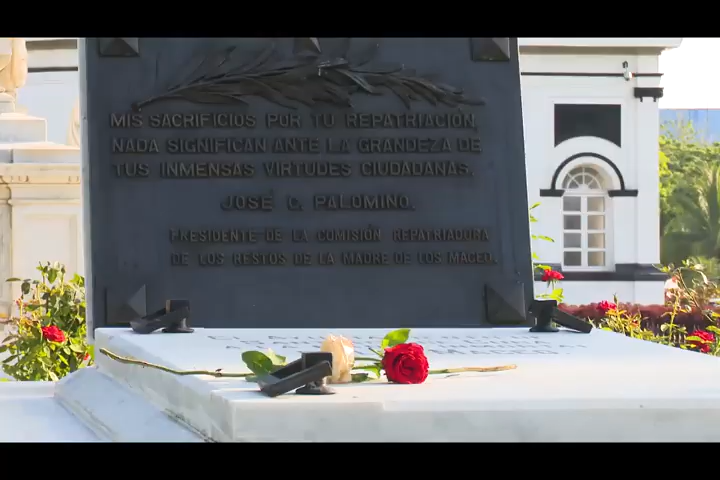 MIS SACRIFICIOS POR TU REPATRIACION,
NADA SIGNIFICAN ANTE LA GRANDEZA DE
TUS INMENSAS VIRTUDES CIUDADANAS.
JOSÉ C. PALOMINO.
PRESIDENTE DE LA COMISIÓN REPATRIADORA
DE LOS RESTOS DE LA MADRE DE LOS MACEO.